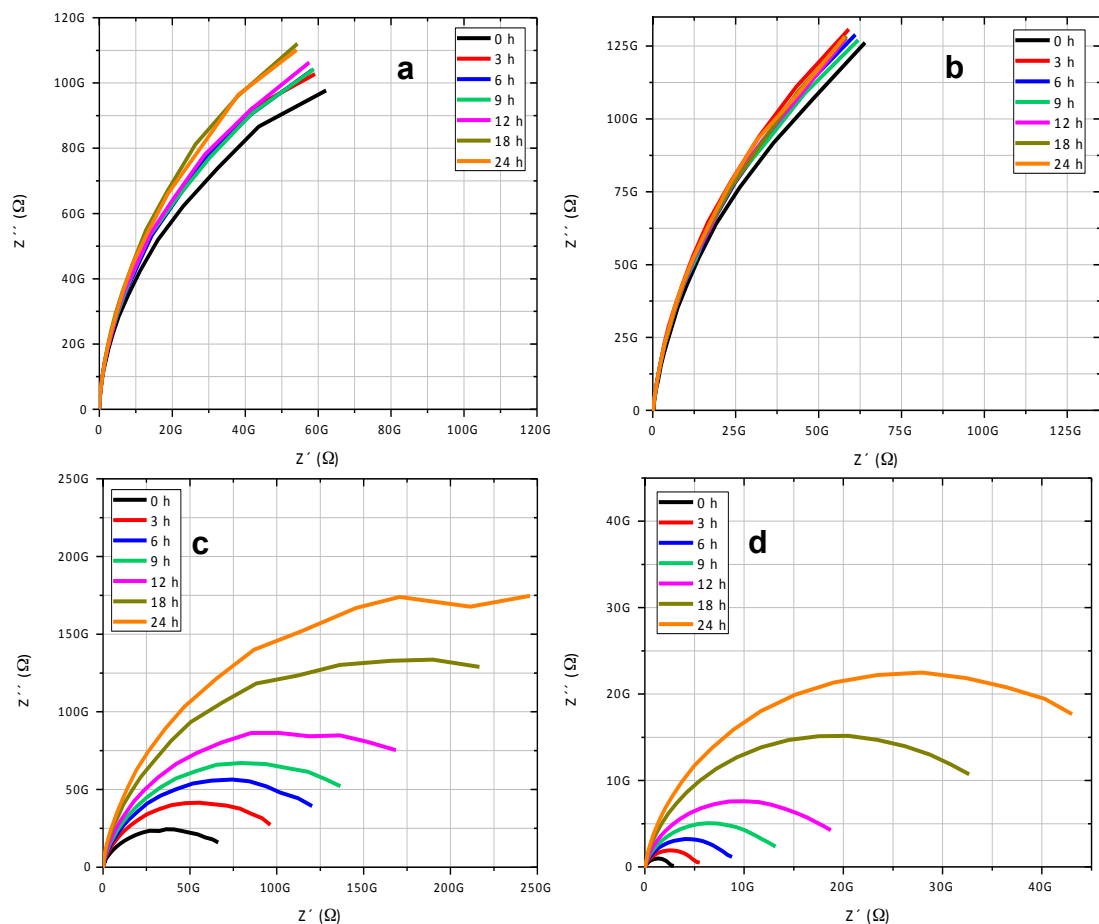 120G
100G
80G
60G
40G
20G
0
Z´´ (Ω)
0 20G 40G 60G 80G 100G 120G
Z´ (Ω)
a
0 h
3 h
6 h
9 h
12 h
18 h
24 h
125G
100G
75G
50G
25G
0
Z´´ (Ω)
0 25G 50G 75G 100G 125G
Z´ (Ω)
b
0 h
3 h
6 h
9 h
12 h
18 h
24 h
250G
200G
150G
100G
50G
0
Z´´ (Ω)
0 50G 100G 150G 200G 250G
Z´ (Ω)
c
0 h
3 h
6 h
9 h
12 h
18 h
24 h
40G
30G
20G
10G
0
Z´´ (Ω)
0 10G 20G 30G 40G
Z´ (Ω)
d
0 h
3 h
6 h
9 h
12 h
18 h
24 h